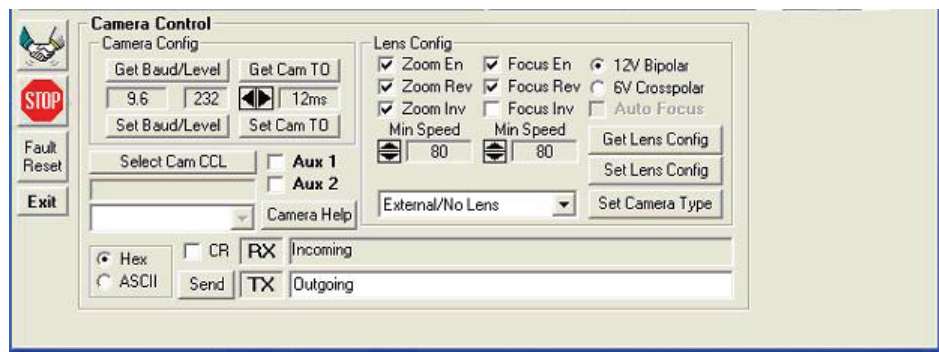 Camera Control
Camera Config
Get Baud/Level Get Cam TO
9.6 232 12ms
Set Baud/Level Set Cam TO
Select Cam CCL Aux 1
Aux 2
Camera Help
Lens Config
Zoom En Focus En 12V Bipolar
Zoom Rev Focus Rev 6V Crosspolar
Zoom Inv Focus Inv Auto Focus
Min Speed Min Speed
80 80 Get Lens Config
Set Lens Config
External/No Lens Set Camera Type
STOP
Fault
Reset
Exit
Hex CR RX Incoming
ASCII Send TX Outgoing